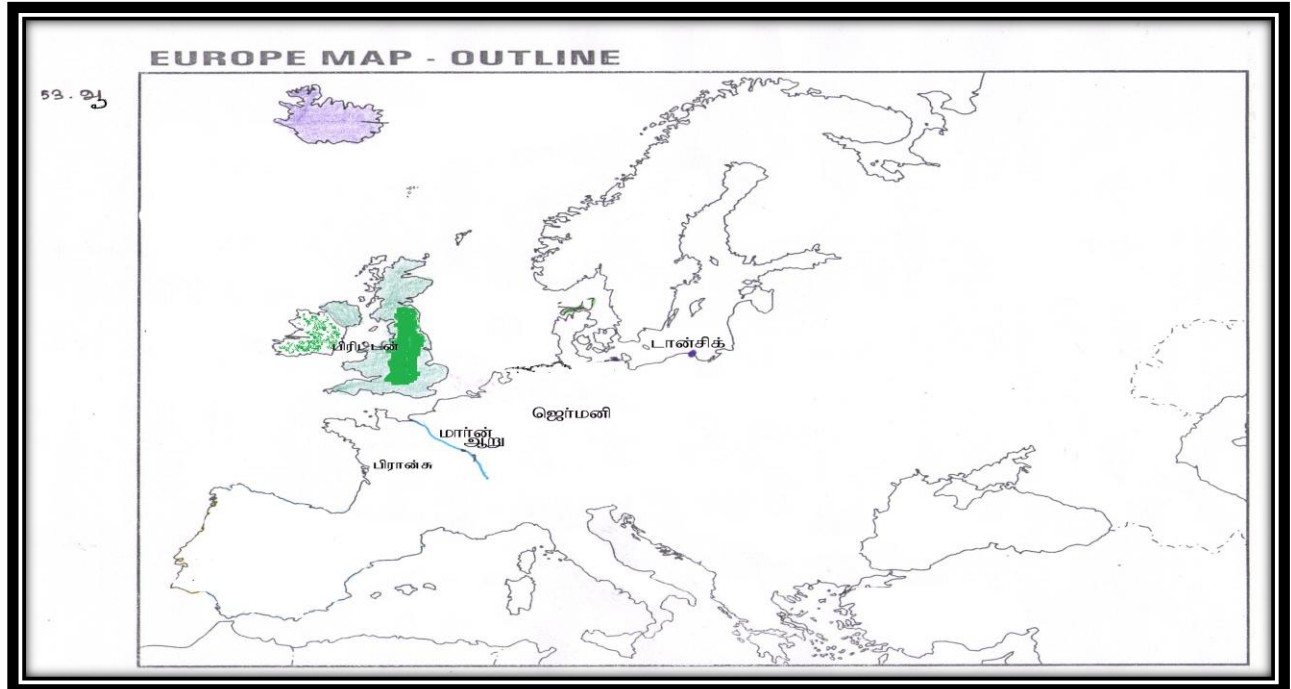 EUROPE MAP - OUTLINE
53. ஆ
டான்சிக்
பிரிட்டன்
ஜெர்மனி
மார்ன்
ஆறு
பிரான்சு